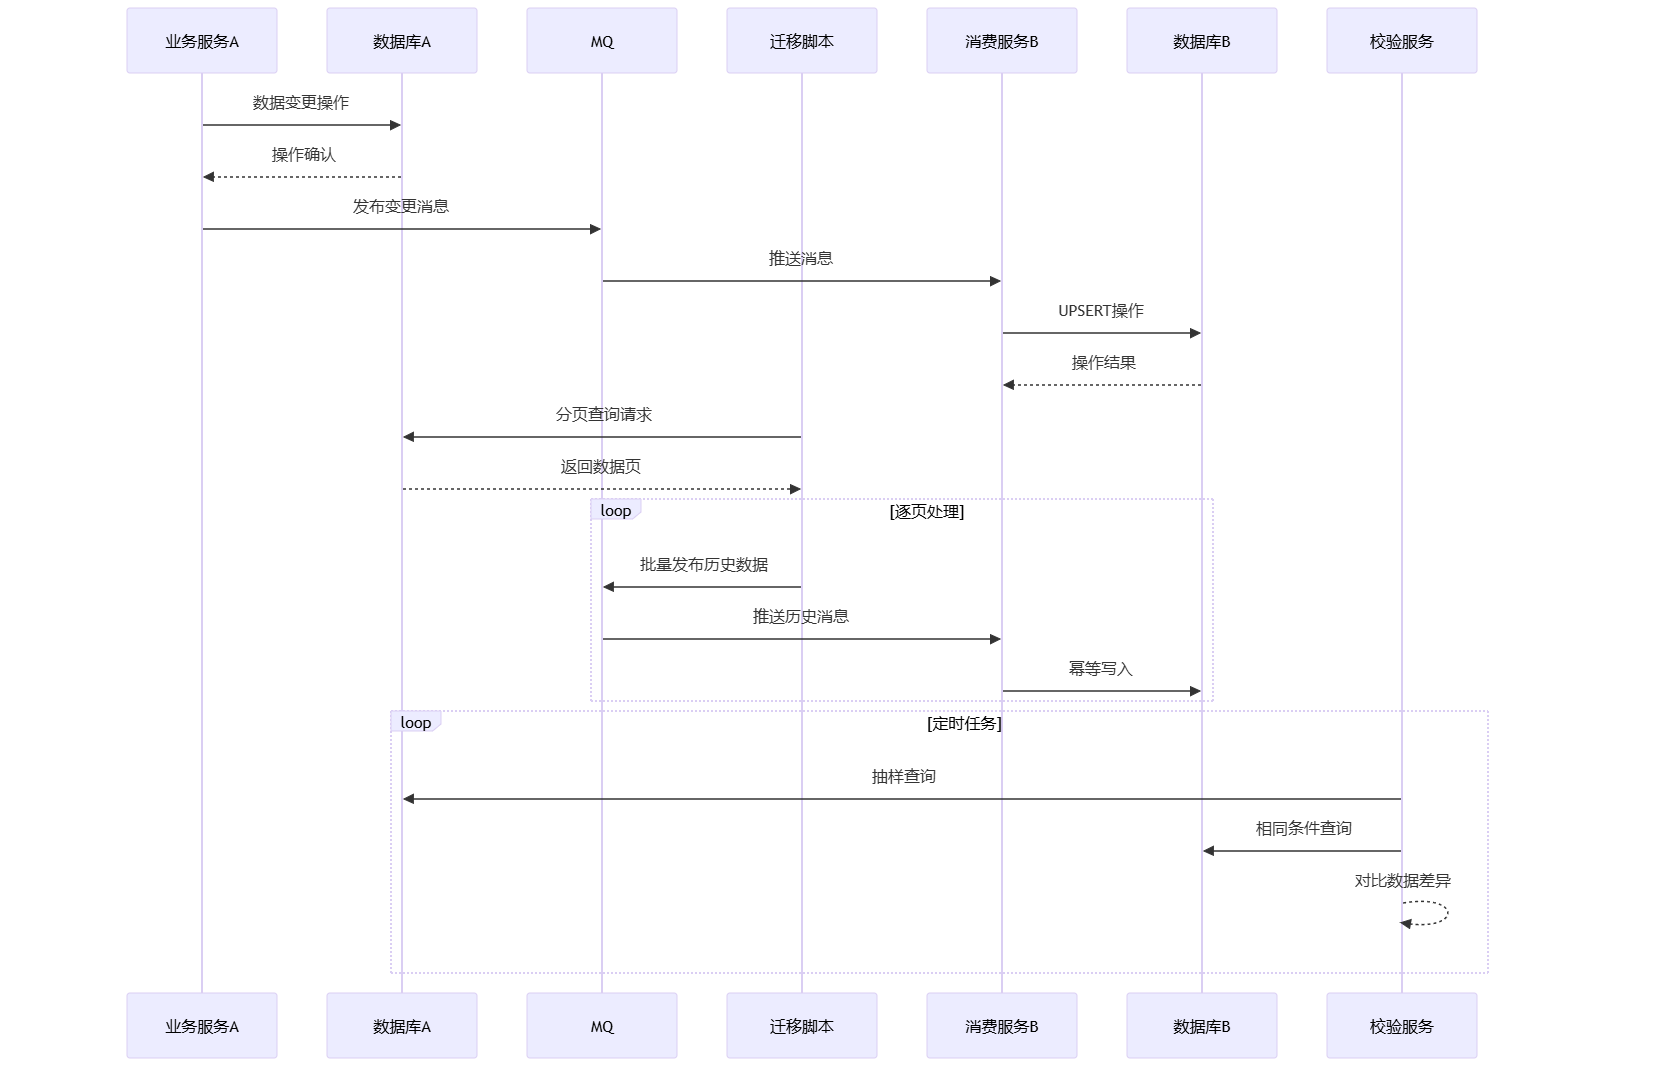 业务服务A
数据库A
MQ
迁移脚本
消费服务B
数据库B
校验服务
数据变更操作
操作确认
发布变更消息
推送消息
UPSERT操作
操作结果
分页查询请求
返回数据页
loop
[逐页处理]
批量发布历史数据
推送历史消息
幂等写入
loop
[定时任务]
抽样查询
相同条件查询
对比数据差异
业务服务A
数据库A
MQ
迁移脚本
消费服务B
数据库B
校验服务